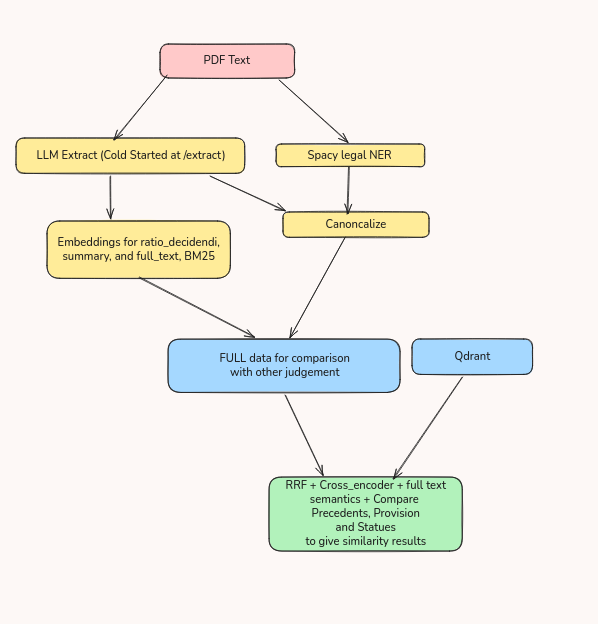 PDF Text
LLM Extract (Cold Started at /extract)
Spacy legal NER
Canoncalize
Embeddings for ratio_decidendi,
summary, and full_text, BM25
FULL data for comparison
with other judgement
Qdrant
RRF + Cross_encoder + full text
semantics + Compare
Precedents, Provision
and Statues
to give similarity results